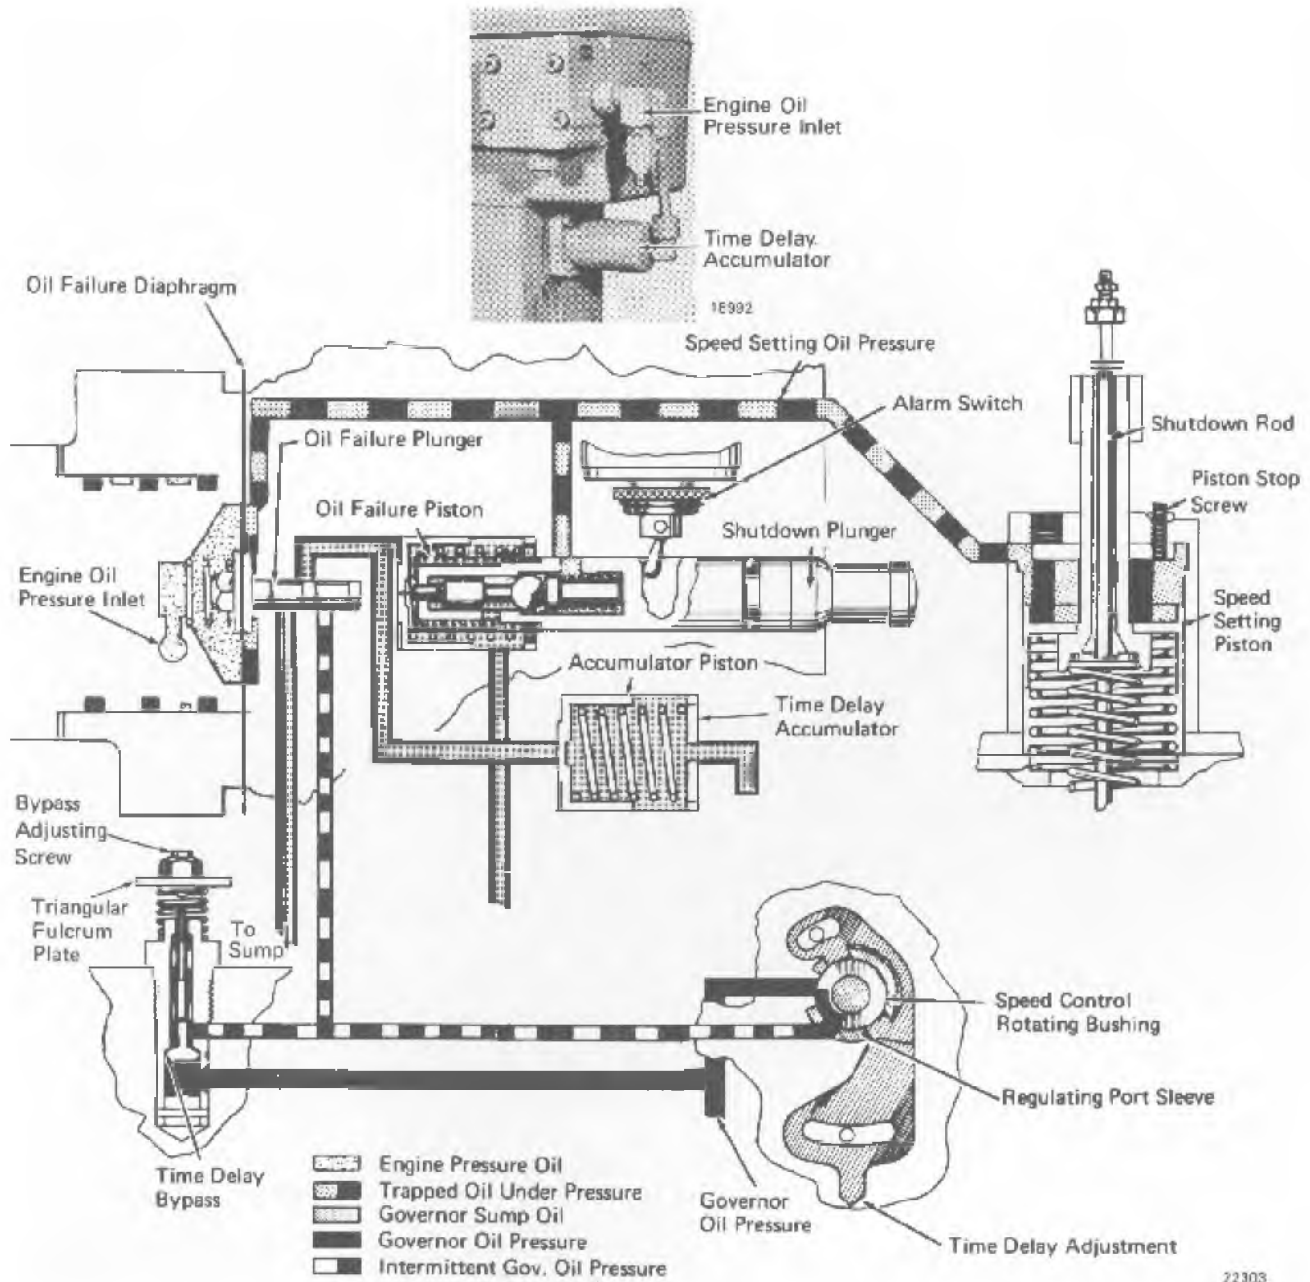 Engine Oil
Pressure Inlet
Time Delay
Accumulator
18992
Oil Failure Diaphragm
Speed Setting Oil Pressure
Alarm Switch
Oil Failure Plunger
Shutdown Rod
Oil Failure Piston
Piston Stop
Screw
Shutdown Plunger
Engine Oil
Pressure Inlet
Speed
Setting
Piston
Accumulator Piston
Time Delay
Accumulator
Bypass
Adjusting
Screw
Triangular
Fulcrum
Plate
To
Sump
Speed Control
Rotating Bushing
Regulating Port Sleeve
Time Delay
Bypass
Governor
Oil Pressure
Time Delay Adjustment
Engine Pressure Oil
Trapped Oil Under Pressure
Governor Sump Oil
Governor Oil Pressure
Intermittent Gov. Oil Pressure
22303